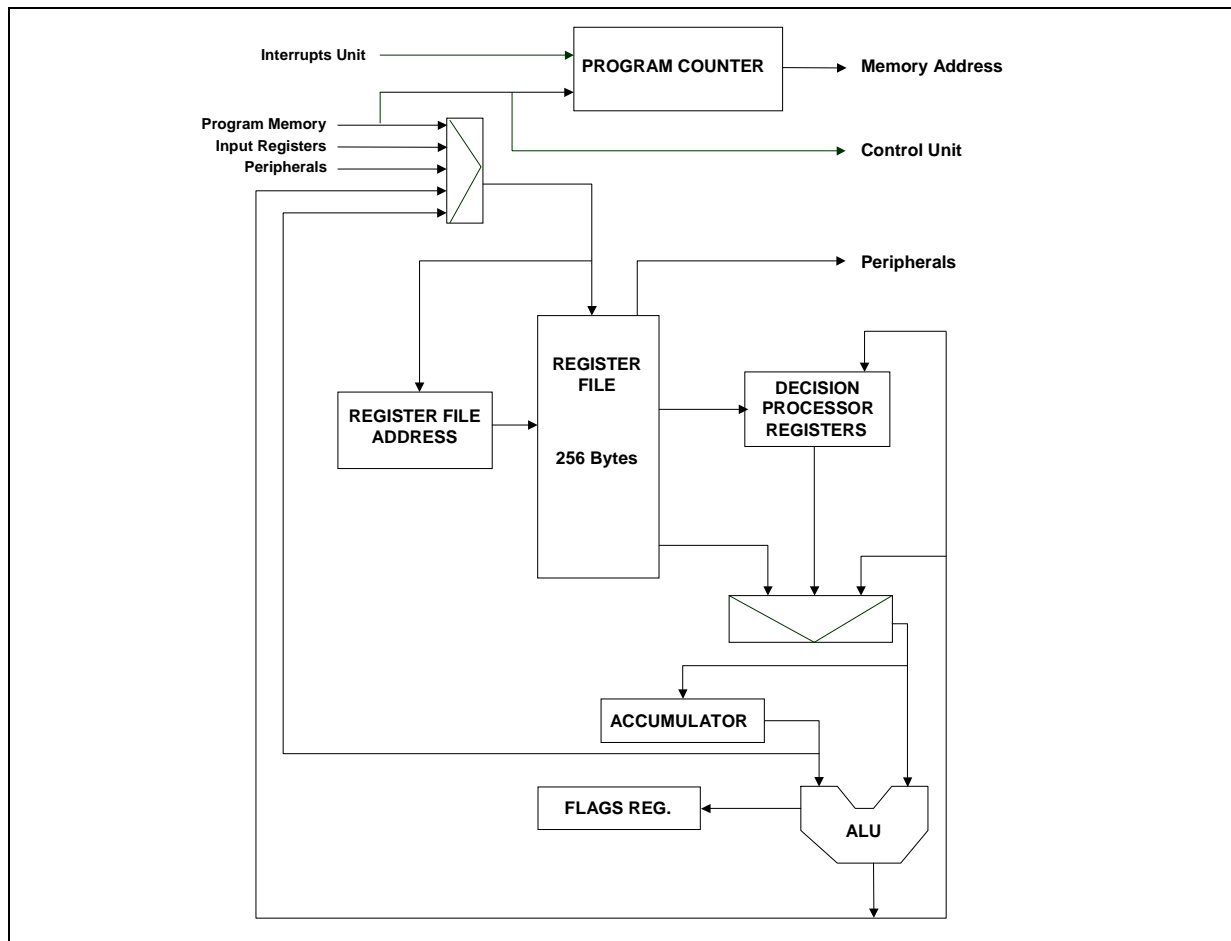 Interrupts Unit
PROGRAM COUNTER
Memory Address
Program Memory
Input Registers
Peripherals
Control Unit
Peripherals
REGISTER
FILE
256 Bytes
REGISTER FILE
ADDRESS
DECISION
PROCESSOR
REGISTERS
ACCUMULATOR
FLAGS REG.
ALU